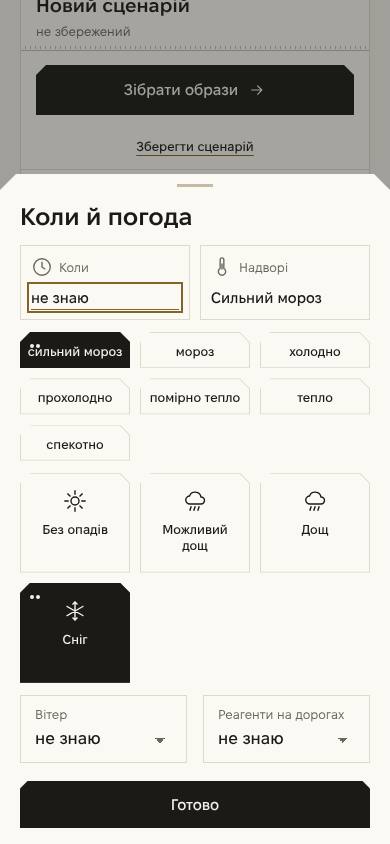 Новий сценарій
не збережений
Зібрати образи →
Зберегти сценарій
Коли й погода
Коли
Надворі
не знаю
Сильний мороз
сильний мороз
мороз
холодно
прохолодно
помірно тепло
тепло
спекотно
Без опадів
Можливий
дощ
Дощ
Сніг
Вітер
Реагенти на дорогах
не знаю
не знаю
Готово